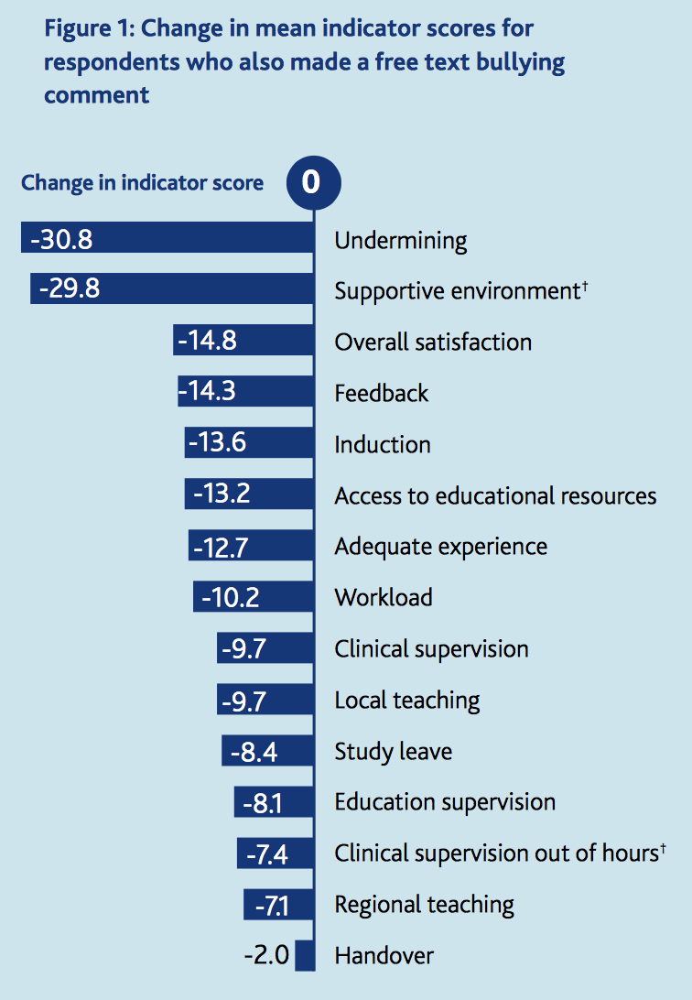 Figure 1: Change in mean indicator scores for
respondents who also made a free text bullying
comment
Change in indicator score 0
-30.8 Undermining
-29.8 Supportive environment†
-14.8 Overall satisfaction
-14.3 Feedback
-13.6 Induction
-13.2 Access to educational resources
-12.7 Adequate experience
-10.2 Workload
-9.7 Clinical supervision
-9.7 Local teaching
-8.4 Study leave
-8.1 Education supervision
-7.4 Clinical supervision out of hours†
-7.1 Regional teaching
-2.0 Handover